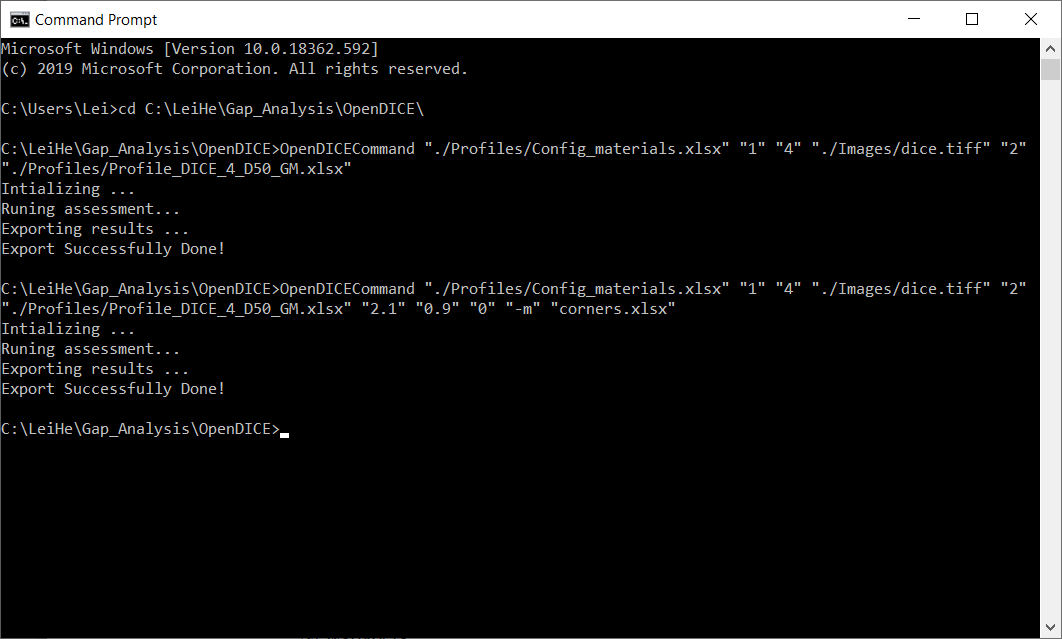 Command Prompt
Microsoft Windows [Version 10.0.18362.592]
(c) 2019 Microsoft Corporation. All rights reserved.
C:\Users\Lei>cd C:\LeiHe\Gap_Analysis\OpenDICE\
C:\LeiHe\Gap_Analysis\OpenDICE>OpenDICECommand "./Profiles/Config_materials.xlsx" "1" "4" "./Images/dice.tiff" "2"
"./Profiles/Profile_DICE_4_D50_GM.xlsx"
Intializing ...
Runing assessment...
Exporting results ...
Export Successfully Done!
C:\LeiHe\Gap_Analysis\OpenDICE>OpenDICECommand "./Profiles/Config_materials.xlsx" "1" "4" "./Images/dice.tiff" "2"
"./Profiles/Profile_DICE_4_D50_GM.xlsx" "2.1" "0.9" "0" "-m" "corners.xlsx"
Intializing ...
Runing assessment...
Exporting results ...
Export Successfully Done!
C:\LeiHe\Gap_Analysis\OpenDICE>